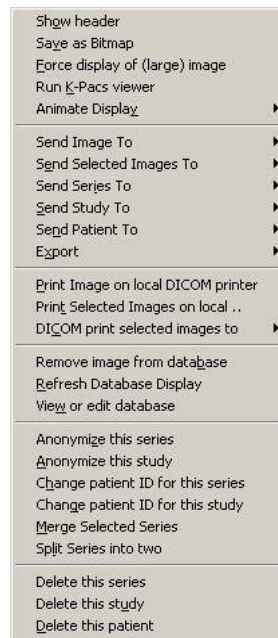 Show header
Save as Bitmap
Force display of (large) image
Run K-Pacs viewer
Animate Display
Send Image To
Send Selected Images To
Send Series To
Send Study To
Send Patient To
Export
Print Image on local DICOM printer
Print Selected Images on local ..
DICOM print selected images to
Remove image from database
Refresh Database Display
View or edit database
Anonymize this series
Anonymize this study
Change patient ID for this series
Change patient ID for this study
Merge Selected Series
Split Series into two
Delete this series
Delete this study
Delete this patient